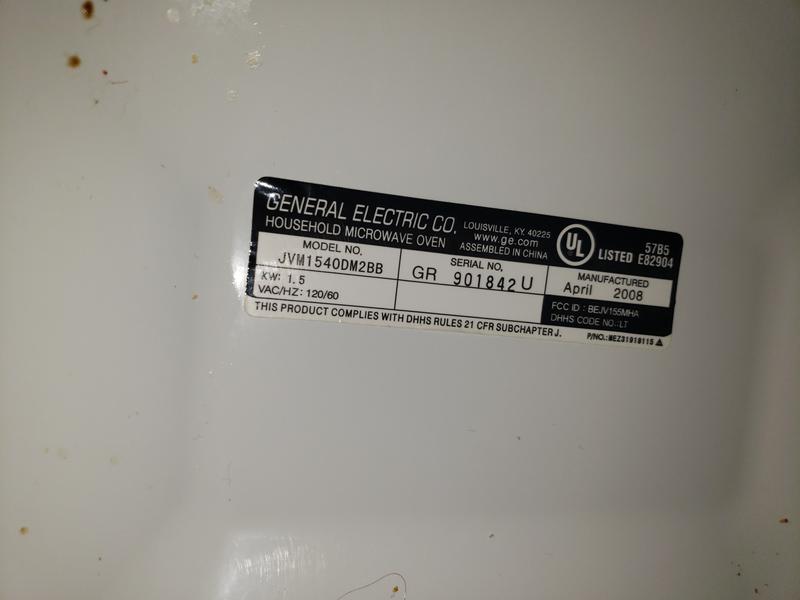 GENERAL ELECTRIC CO.
LOUISVILLE, KY. 40225
HOUSEHOLD MICROWAVE OVEN
www.ge.com
ASSEMBLED IN CHINA
UL
LISTED
57B5
E82904
MODEL NO.
JVM1540DM2BB
SERIAL NO.
GR 901842U
MANUFACTURED
April 2008
kW: 1.5
VAC/HZ: 120/60
FCC ID : BEJV155MHA
DHHS CODE NO.:LT
THIS PRODUCT COMPLIES WITH DHHS RULES 21 CFR SUBCHAPTER J.
P/NO.:MEZ31918115